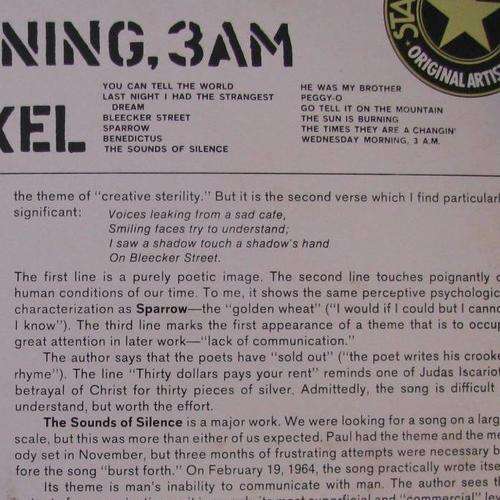 NING, 3AM
KEL
STA
ORIGINAL ARTIS
YOU CAN TELL THE WORLD
LAST NIGHT I HAD THE STRANGEST
DREAM
BLEECKER STREET
SPARROW
BENEDICTUS
THE SOUNDS OF SILENCE
HE WAS MY BROTHER
PEGGY-O
GO TELL IT ON THE MOUNTAIN
THE SUN IS BURNING
THE TIMES THEY ARE A CHANGIN'
WEDNESDAY MORNING, 3 A.M.
the theme of "creative sterility." But it is the second verse which I find particularl
significant:
Voices leaking from a sad cafe,
Smiling faces try to understand;
I saw a shadow touch a shadow's hand
On Bleecker Street.
The first line is a purely poetic image. The second line touches poignantly o
human conditions of our time. To me, it shows the same perceptive psychologic
characterization as Sparrow—the "golden wheat" ("I would if I could but I canno
I know"). The third line marks the first appearance of a theme that is to occu
great attention in later work—"lack of communication."
The author says that the poets have "sold out" ("the poet writes his crooke
rhyme"). The line "Thirty dollars pays your rent" reminds one of Judas Iscariot
betrayal of Christ for thirty pieces of silver. Admittedly, the song is difficult
understand, but worth the effort.
The Sounds of Silence is a major work. We were looking for a song on a larg
scale, but this was more than either of us expected. Paul had the theme and the m
ody set in November, but three months of frustrating attempts were necessary b
fore the song "burst forth." On February 19, 1964, the song practically wrote itse
Its theme is man's inability to communicate with man. The author sees t